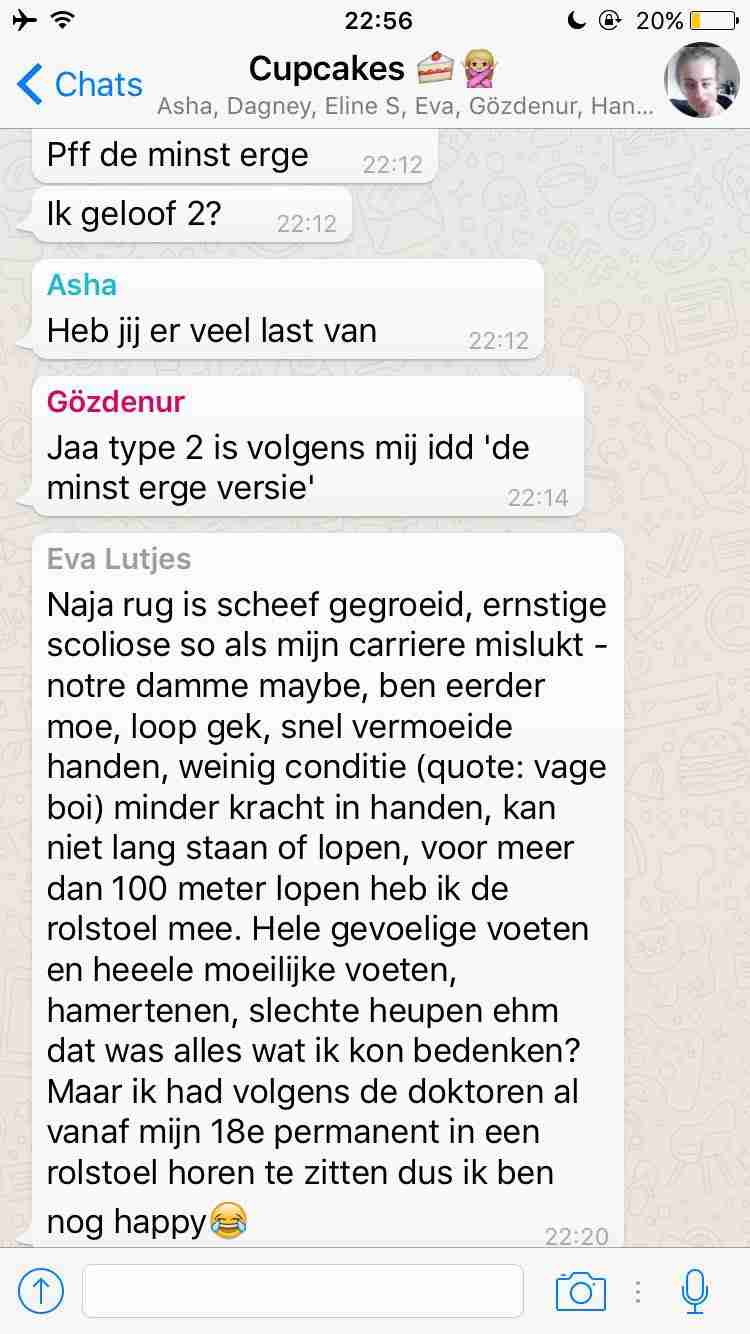 22:56
20%
Chats
Cupcakes 🍰🙅🏼
Asha, Dagney, Eline S, Eva, Gözdenur, Han...
Pff de minst erge 22:12
Ik geloof 2? 22:12
Asha
Heb jij er veel last van 22:12
Gözdenur
Jaa type 2 is volgens mij idd 'de
minst erge versie' 22:14
Eva Lutjes
Naja rug is scheef gegroeid, ernstige
scoliose so als mijn carriere mislukt -
notre damme maybe, ben eerder
moe, loop gek, snel vermoeide
handen, weinig conditie (quote: vage
boi) minder kracht in handen, kan
niet lang staan of lopen, voor meer
dan 100 meter lopen heb ik de
rolstoel mee. Hele gevoelige voeten
en heeele moeilijke voeten,
hamertenen, slechte heupen ehm
dat was alles wat ik kon bedenken?
Maar ik had volgens de doktoren al
vanaf mijn 18e permanent in een
rolstoel horen te zitten dus ik ben
nog happy😂 22:20